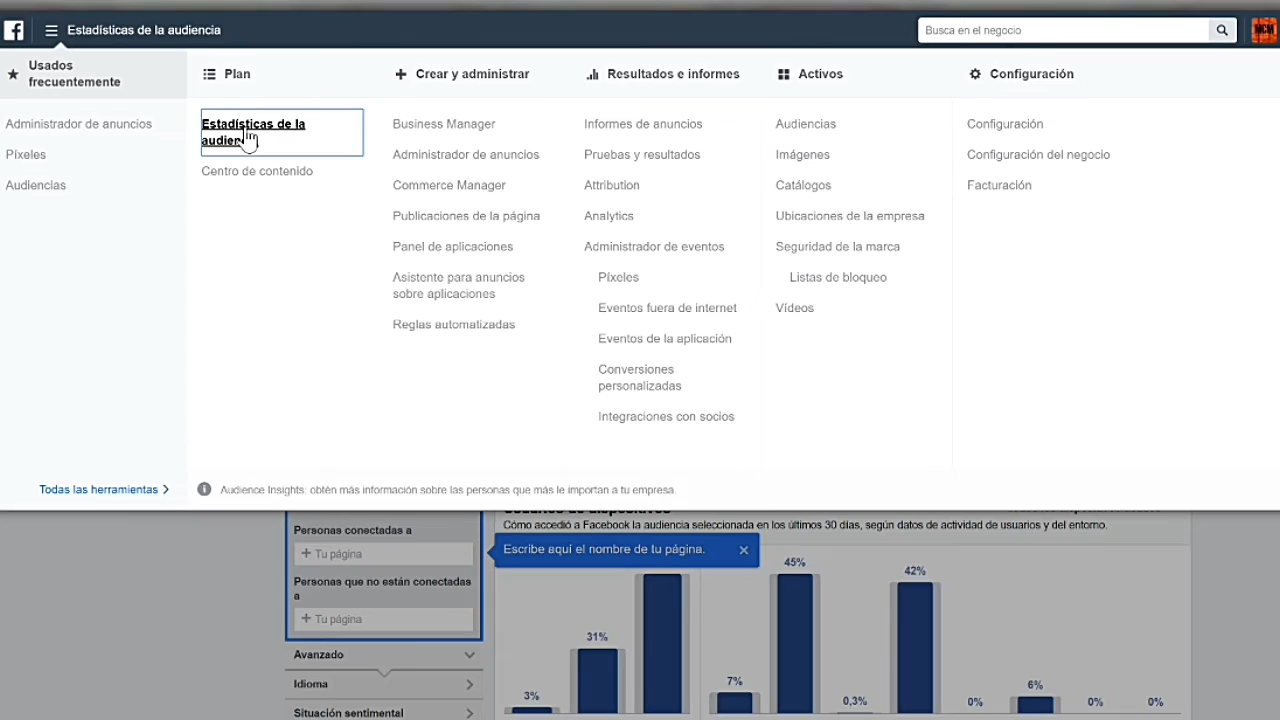 Estadísticas de la audiencia
Busca en el negocio
Usados
frecuentemente
Administrador de anuncios
Píxeles
Audiencias
Todas las herramientas
Plan
Estadísticas de la
Centro de contenido
Crear y administrar
Business Manager
Administrador de anuncios
Commerce Manager
Publicaciones de la página
Panel de aplicaciones
Asistente para anuncios
sobre aplicaciones
Reglas automatizadas
Resultados e informes
Informes de anuncios
Pruebas y resultados
Attribution
Analytics
Administrador de eventos
Píxeles
Eventos fuera de internet
Eventos de la aplicación
Conversiones
personalizadas
Integraciones con socios
Activos
Audiencias
Imágenes
Catálogos
Ubicaciones de la empresa
Seguridad de la marca
Listas de bloqueo
Vídeos
Configuración
Configuración
Configuración del negocio
Facturación
Audience Insights: obtén más información sobre las personas que más le importan a tu empresa.
Personas conectadas a
+ Tu página
Personas que no están conectadas
a
+ Tu página
Avanzado
Idioma
Situación sentimental
Cómo accedió a Facebook la audiencia seleccionada en los últimos 30 días, según datos de actividad de usuarios y del entorno.
Escribe aquí el nombre de tu página.
3%
31%
7%
45%
0,3%
42%
0%
6%
0%
0%